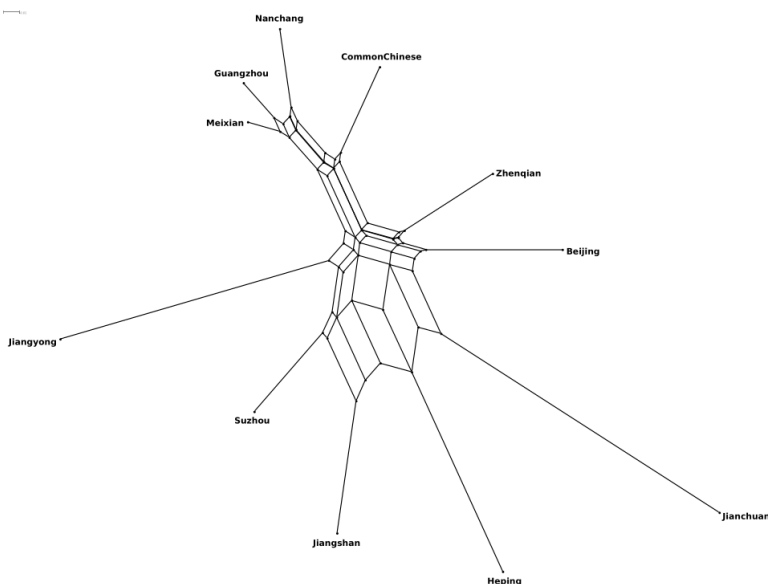 Nanchang
CommonChinese
Guangzhou
Meixian
Zhenqian
Beijing
Jiangyong
Suzhou
Jianchuan
Jiangshan
Heping